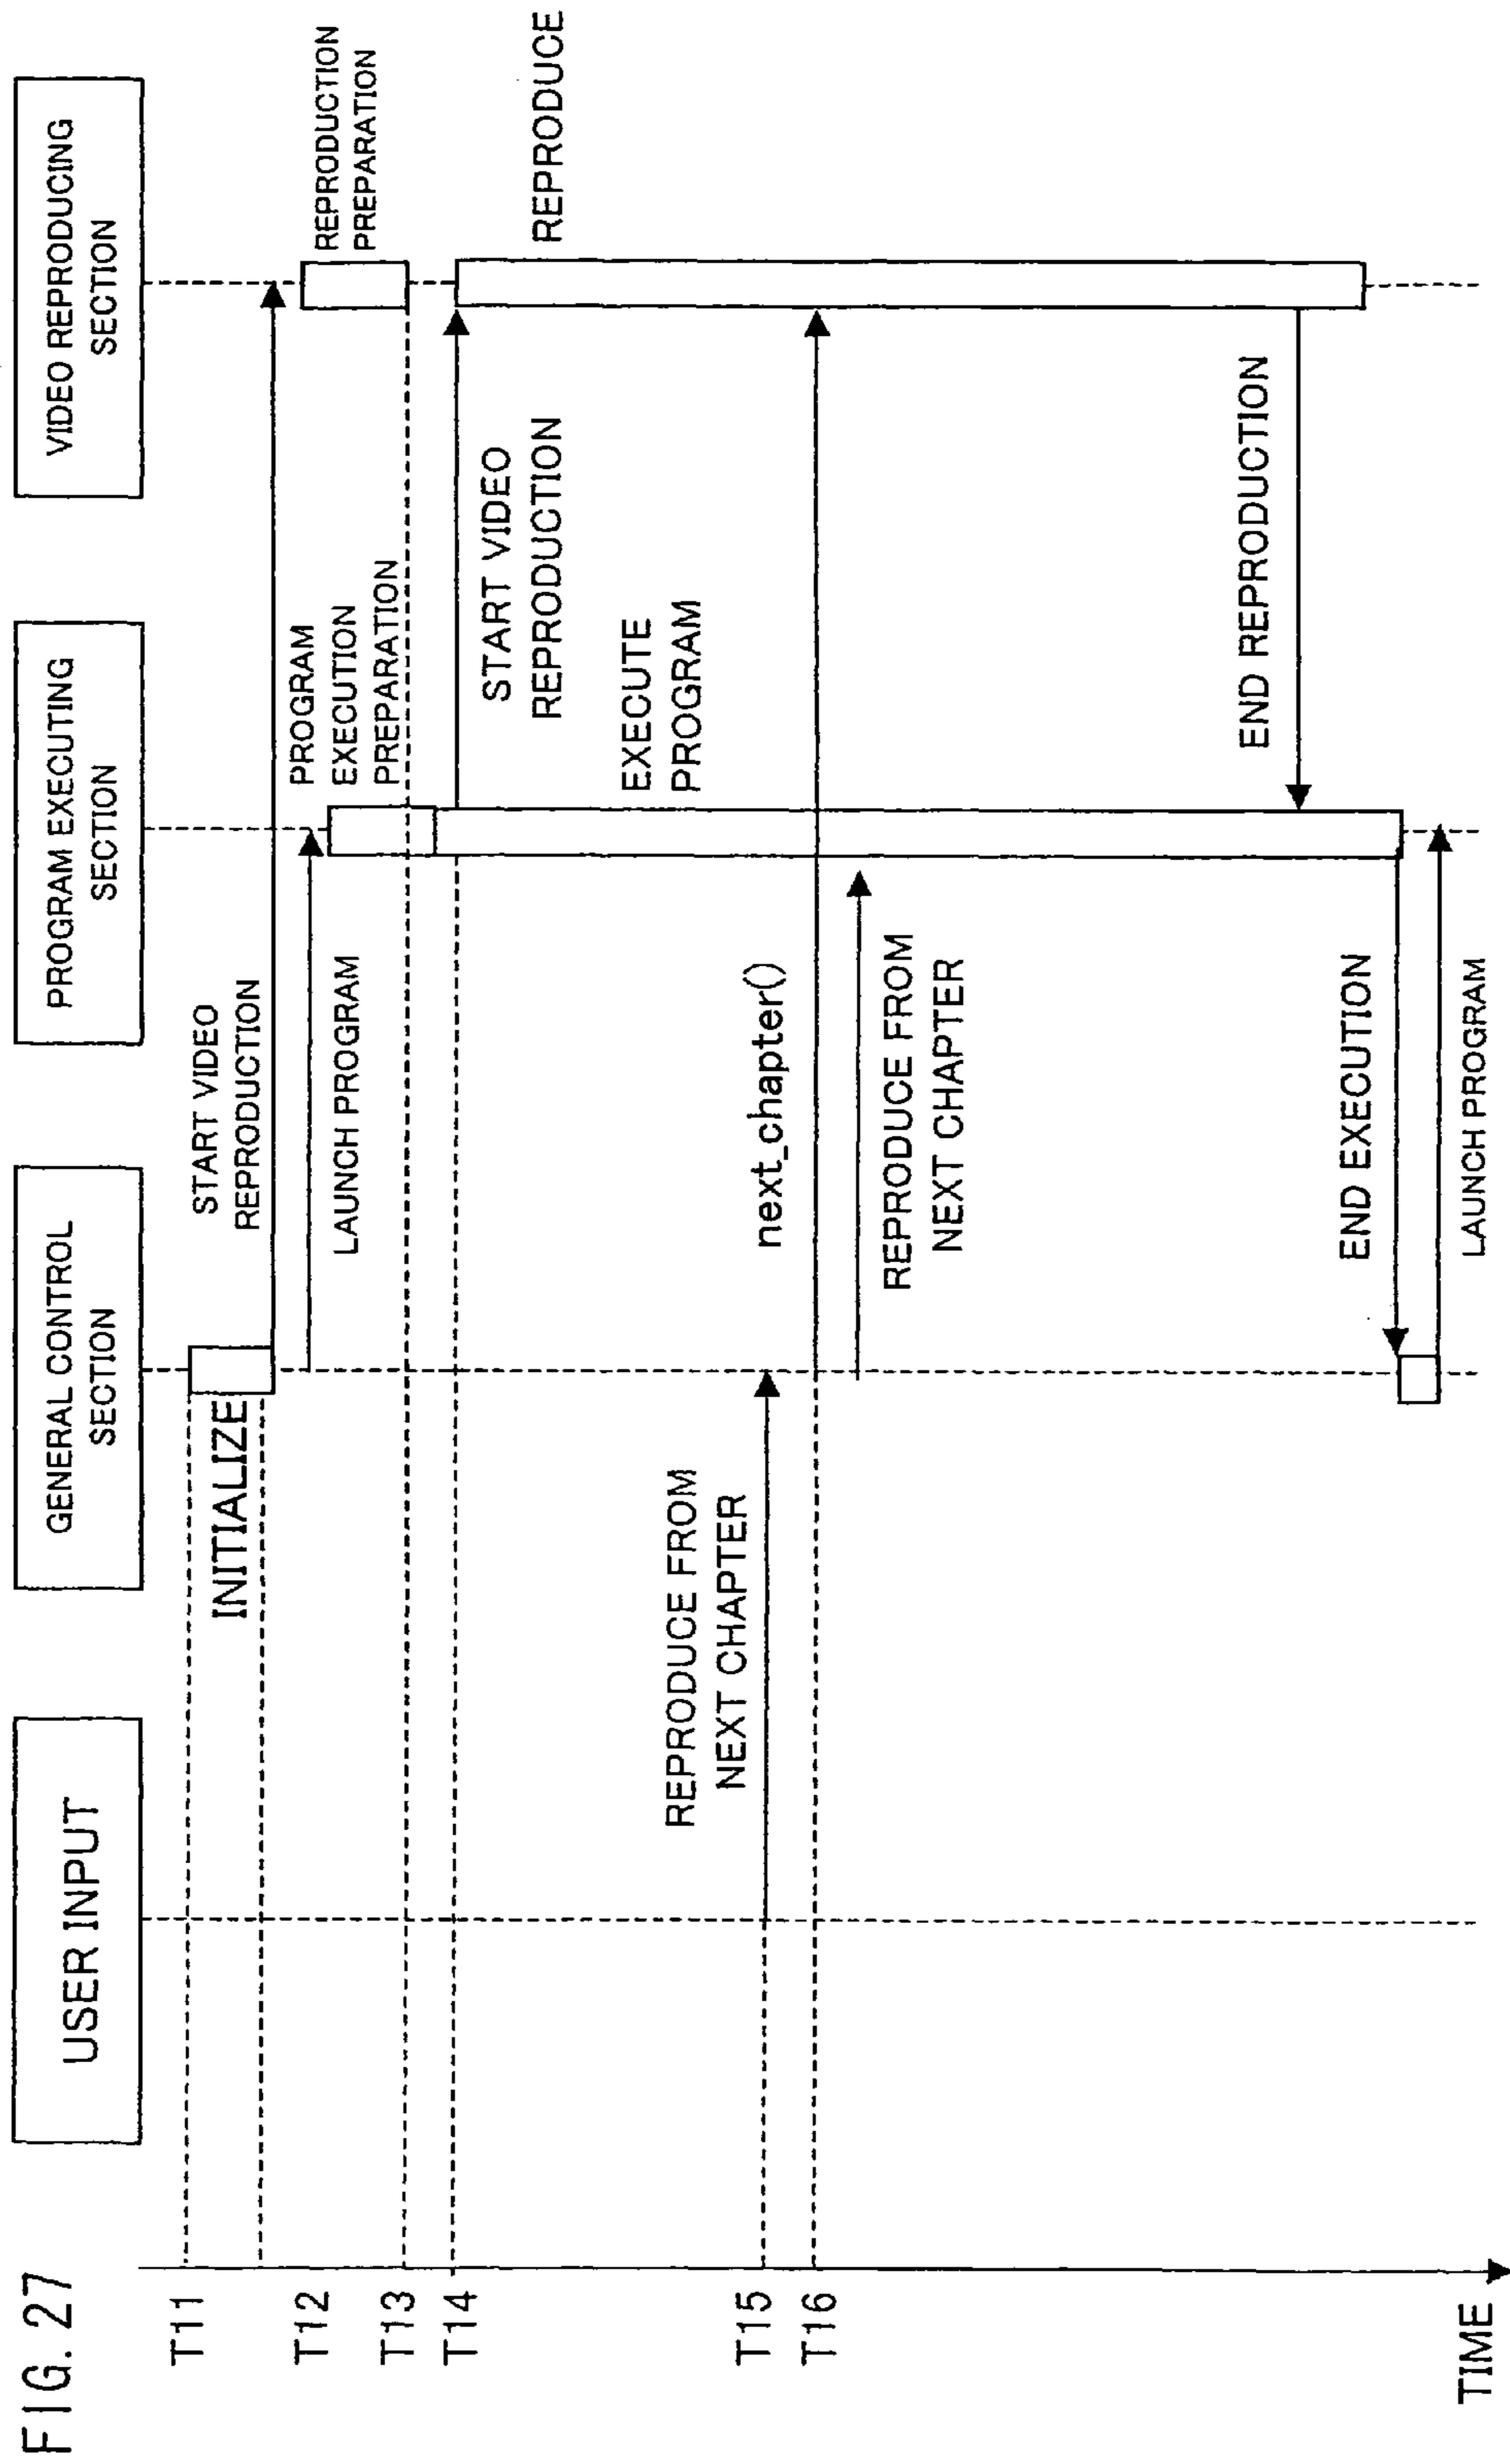 FIG. 27
USER INPUT
GENERAL CONTROL
SECTION
PROGRAM EXECUTING
SECTION
VIDEO REPRODUCING
SECTION
T11
INITIALIZE
START VIDEO
REPRODUCTION
T12
LAUNCH PROGRAM
PROGRAM
EXECUTION
PREPARATION
REPRODUCTION
PREPARATION
T13
T14
START VIDEO
REPRODUCTION
REPRODUCE
EXECUTE
PROGRAM
REPRODUCE FROM
NEXT CHAPTER
T15
next_chapter()
T16
REPRODUCE FROM
NEXT CHAPTER
END REPRODUCTION
END EXECUTION
LAUNCH PROGRAM
TIME